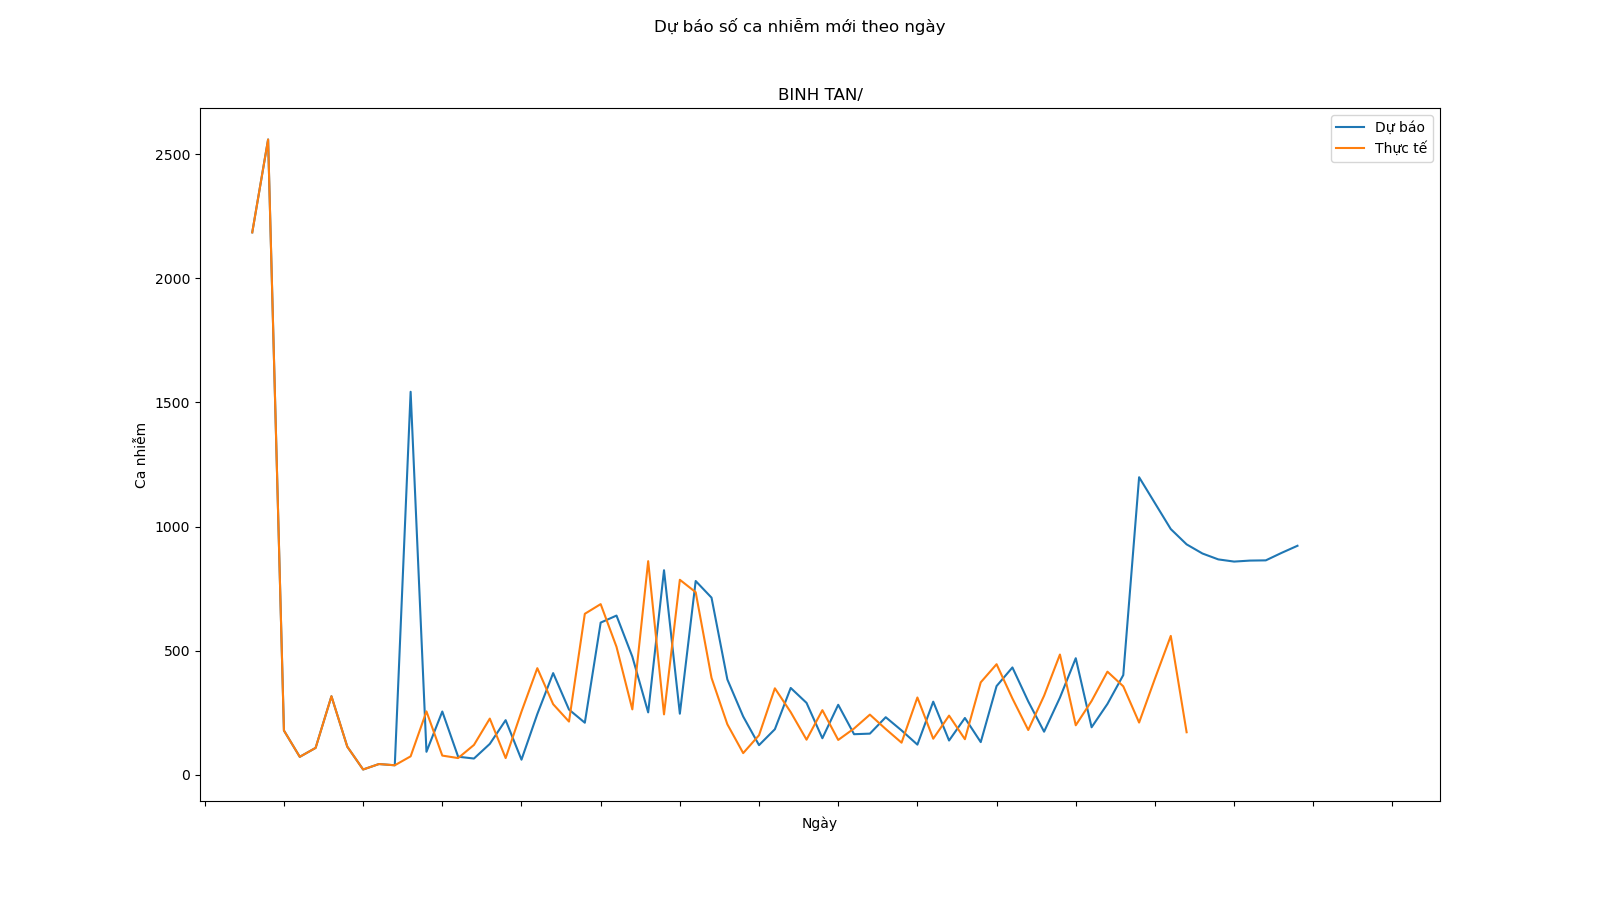 Dự báo số ca nhiễm mới theo ngày
BINH TAN/
Dự báo
Thực tế
2500
2000
1500
1000
500
0
Ca nhiễm
Ngày